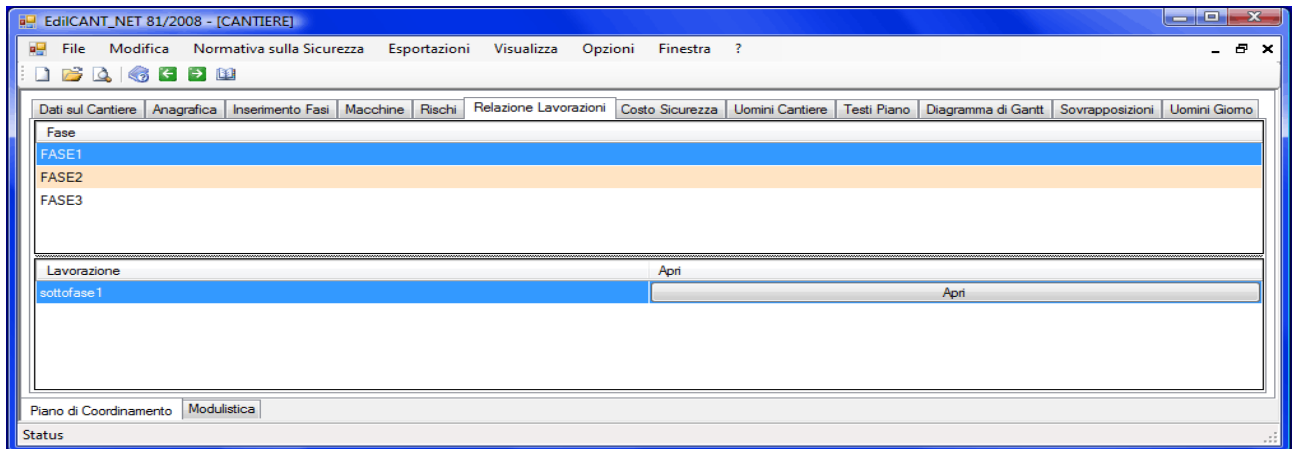 EdilCANT_NET 81/2008 - [CANTIERE]
File Modifica Normativa sulla Sicurezza Esportazioni Visualizza Opzioni Finestra ?
Dati sul Cantiere Anagrafica Inserimento Fasi Macchine Rischi Relazione Lavorazioni Costo Sicurezza Uomini Cantiere Testi Piano Diagramma di Gantt Sovrapposizioni Uomini Giorno
Fase
FASE1
FASE2
FASE3
Lavorazione Apri
sottofase1 Apri
Piano di Coordinamento Modulistica
Status